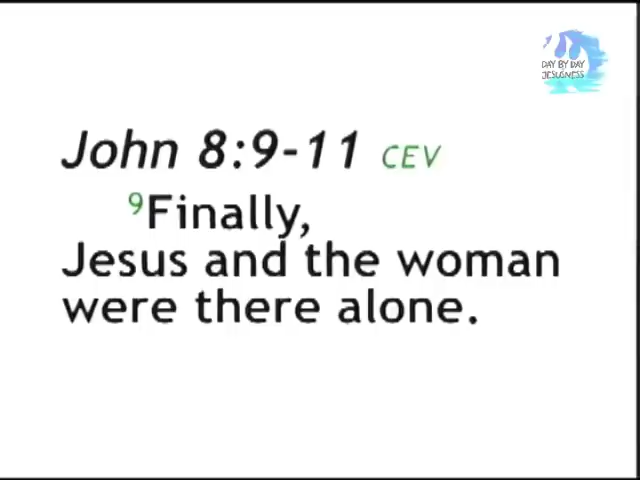 DAY BY DAY
JESUSNESS
John 8:9-11 CEV
9Finally,
Jesus and the woman
were there alone.